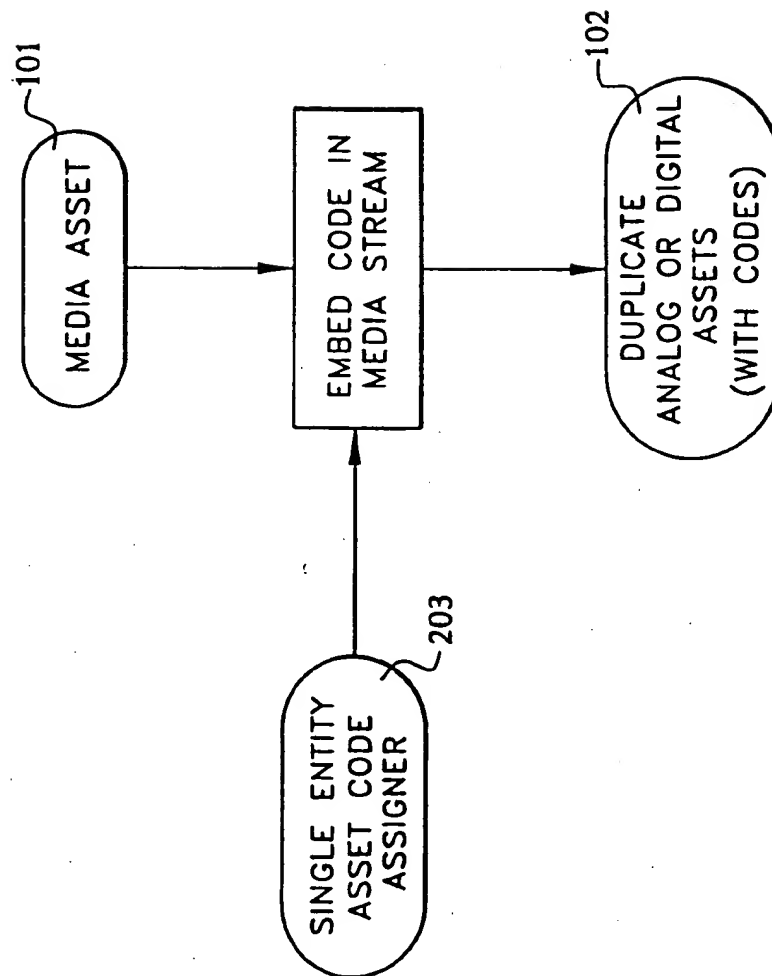 101
MEDIA ASSET
EMBED CODE IN
MEDIA STREAM
102
DUPLICATE
ANALOG OR DIGITAL
ASSETS
(WITH CODES)
203
SINGLE ENTITY
ASSET CODE
ASSIGNER